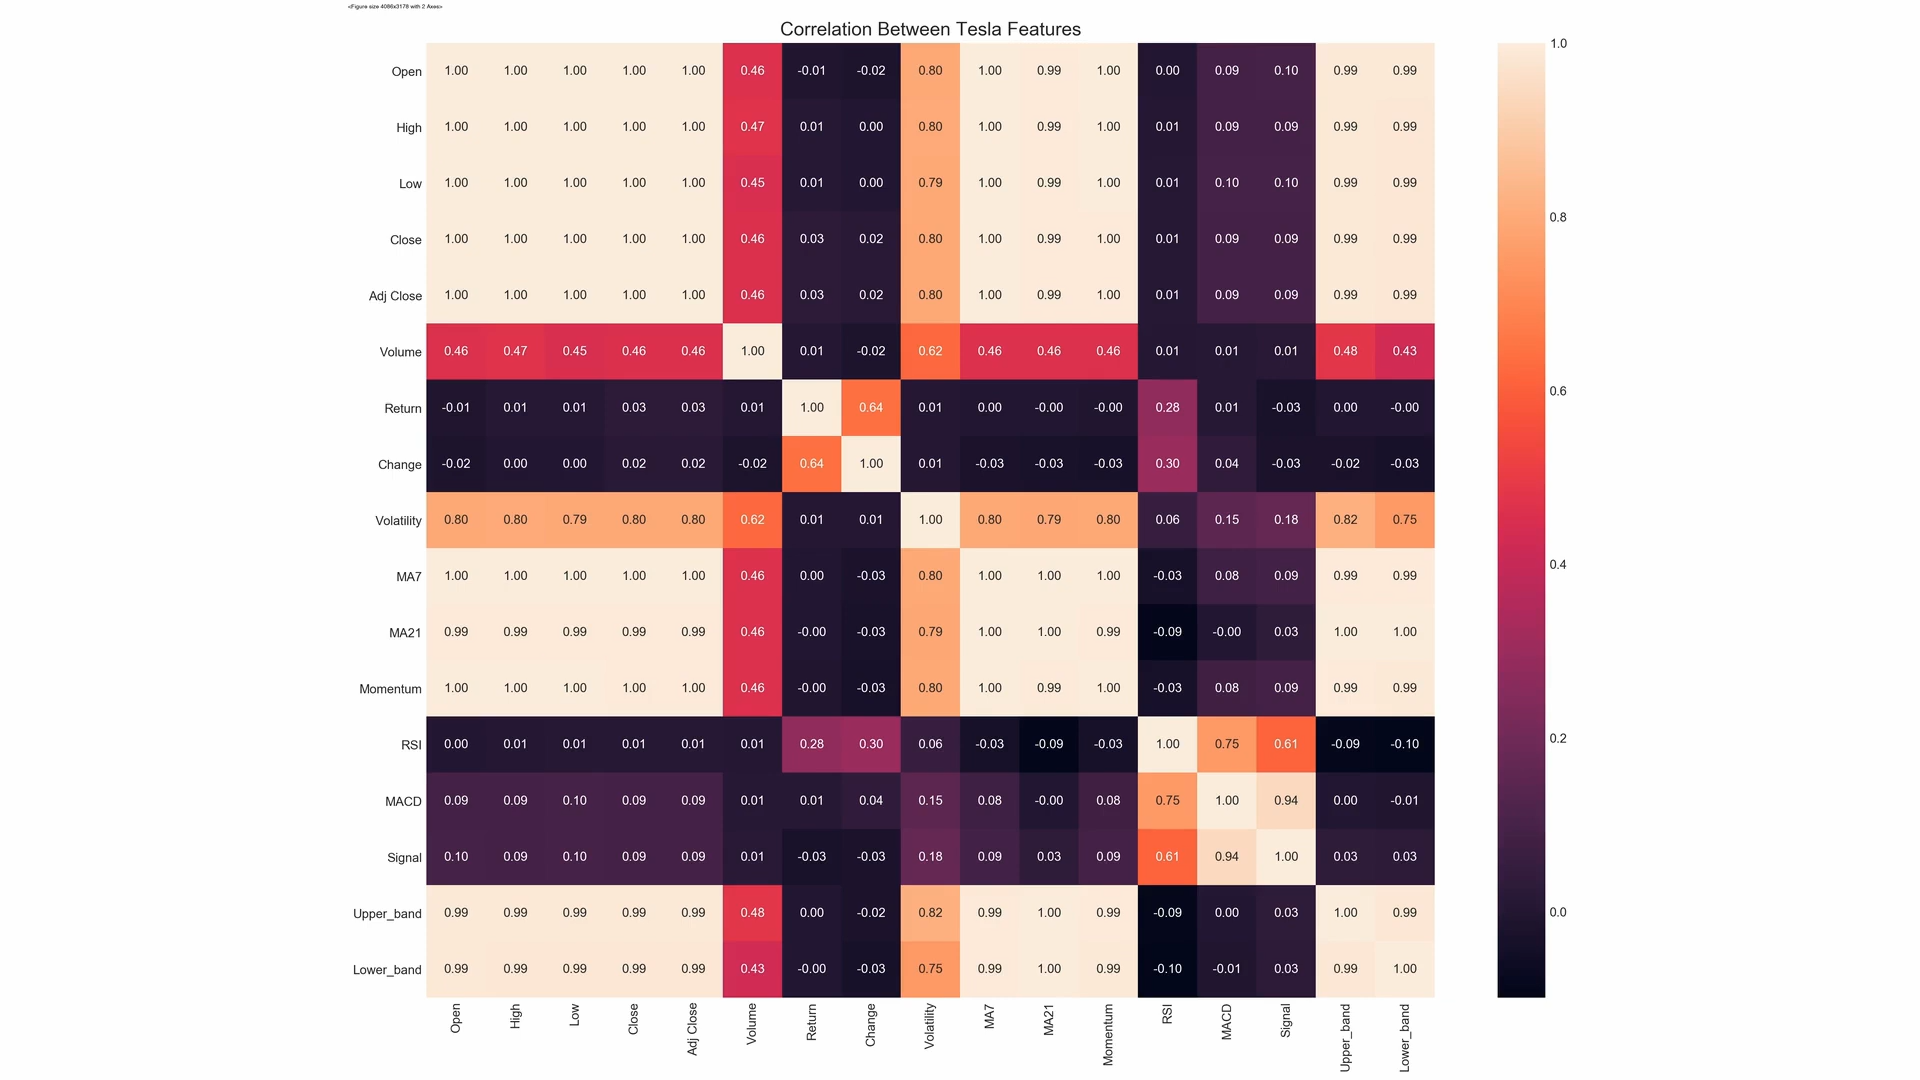 <Figure size 4086x3178 with 2 Axes>
Correlation Between Tesla Features
Open 1.00 1.00 1.00 1.00 1.00 0.46 -0.01 -0.02 0.80 1.00 0.99 1.00 0.00 0.09 0.10 0.99 0.99
High 1.00 1.00 1.00 1.00 1.00 0.47 0.01 0.00 0.80 1.00 0.99 1.00 0.01 0.09 0.09 0.99 0.99
Low 1.00 1.00 1.00 1.00 1.00 0.45 0.01 0.00 0.79 1.00 0.99 1.00 0.01 0.10 0.10 0.99 0.99
Close 1.00 1.00 1.00 1.00 1.00 0.46 0.03 0.02 0.80 1.00 0.99 1.00 0.01 0.09 0.09 0.99 0.99
Adj Close 1.00 1.00 1.00 1.00 1.00 0.46 0.03 0.02 0.80 1.00 0.99 1.00 0.01 0.09 0.09 0.99 0.99
Volume 0.46 0.47 0.45 0.46 0.46 1.00 0.01 -0.02 0.62 0.46 0.46 0.46 0.01 0.01 0.01 0.48 0.43
Return -0.01 0.01 0.01 0.03 0.03 0.01 1.00 0.64 0.01 0.00 -0.00 -0.00 0.28 0.01 -0.03 0.00 -0.00
Change -0.02 0.00 0.00 0.02 0.02 -0.02 0.64 1.00 0.01 -0.03 -0.03 -0.03 0.30 0.04 -0.03 -0.02 -0.03
Volatility 0.80 0.80 0.79 0.80 0.80 0.62 0.01 0.01 1.00 0.80 0.79 0.80 0.06 0.15 0.18 0.82 0.75
MA7 1.00 1.00 1.00 1.00 1.00 0.46 0.00 -0.03 0.80 1.00 1.00 1.00 -0.03 0.08 0.09 0.99 0.99
MA21 0.99 0.99 0.99 0.99 0.99 0.46 -0.00 -0.03 0.79 1.00 1.00 0.99 -0.09 -0.00 0.03 1.00 1.00
Momentum 1.00 1.00 1.00 1.00 1.00 0.46 -0.00 -0.03 0.80 1.00 0.99 1.00 -0.03 0.08 0.09 0.99 0.99
RSI 0.00 0.01 0.01 0.01 0.01 0.01 0.28 0.30 0.06 -0.03 -0.09 -0.03 1.00 0.75 0.61 -0.09 -0.10
MACD 0.09 0.09 0.10 0.09 0.09 0.01 0.01 0.04 0.15 0.08 -0.00 0.08 0.75 1.00 0.94 0.00 -0.01
Signal 0.10 0.09 0.10 0.09 0.09 0.01 -0.03 -0.03 0.18 0.09 0.03 0.09 0.61 0.94 1.00 0.03 0.03
Upper_band 0.99 0.99 0.99 0.99 0.99 0.48 0.00 -0.02 0.82 0.99 1.00 0.99 -0.09 0.00 0.03 1.00 0.99
Lower_band 0.99 0.99 0.99 0.99 0.99 0.43 -0.00 -0.03 0.75 0.99 1.00 0.99 -0.10 -0.01 0.03 0.99 1.00
Open High Low Close Adj Close Volume Return Change Volatility MA7 MA21 Momentum RSI MACD Signal Upper_band Lower_band
1.0
0.8
0.6
0.4
0.2
0.0